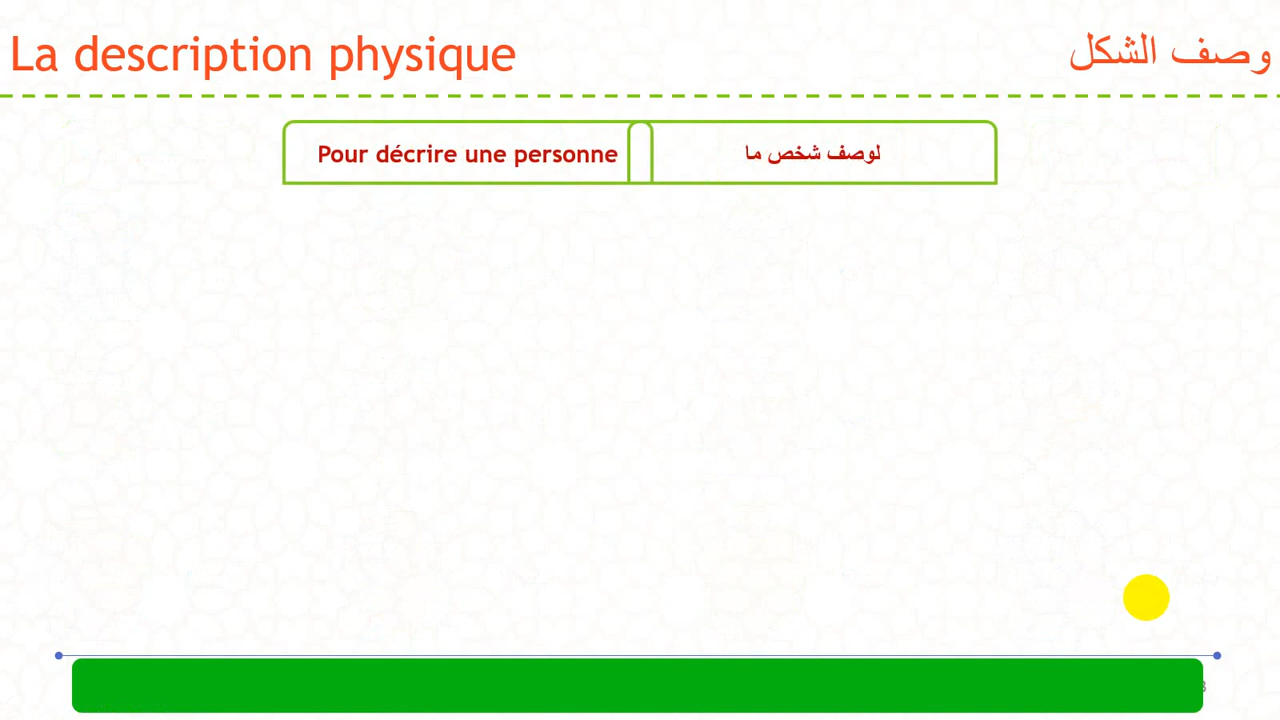 La description physique
وصف الشكل
Pour décrire une personne
لوصف شخص ما